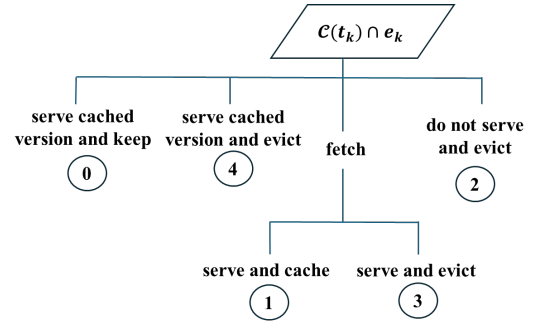 𝒞(t_k) ∩ e_k
serve cached
version and keep
0
serve cached
version and evict
4
fetch
do not serve
and evict
2
serve and cache
1
serve and evict
3